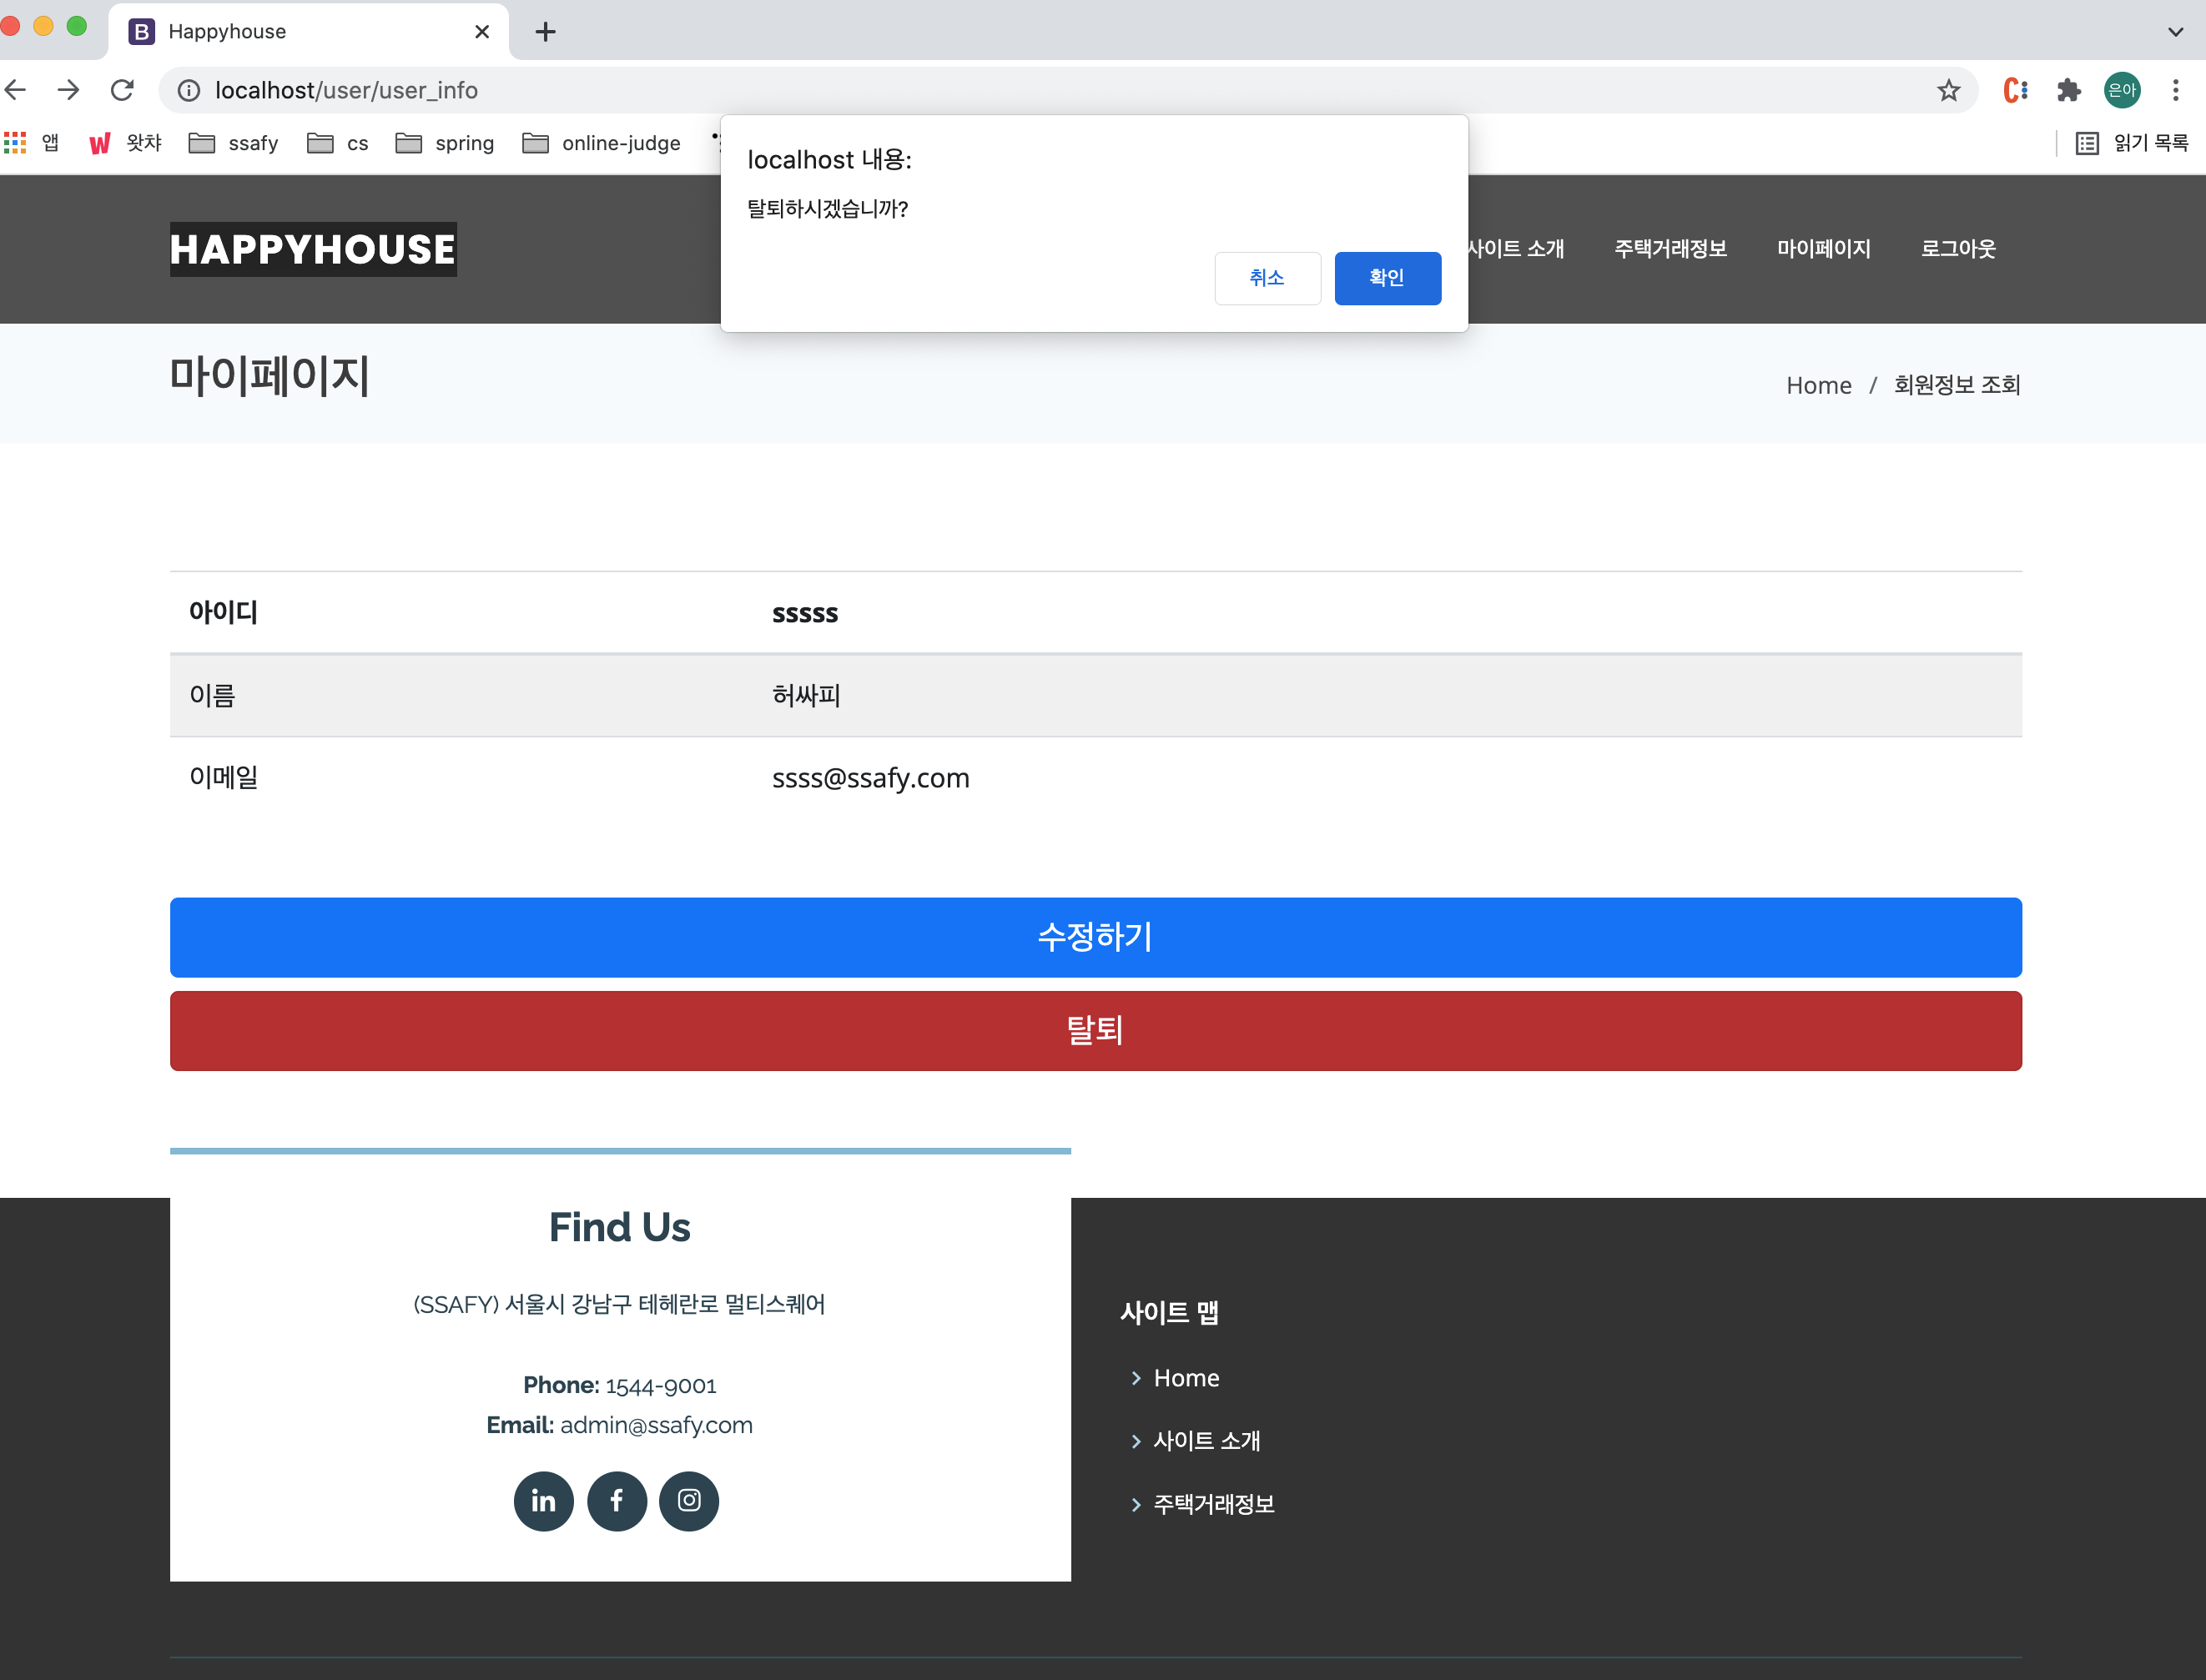 Happyhouse
localhost/user/user_info
은아
앱
왓챠
ssafy
cs
spring
online-judge
읽기 목록
localhost 내용:
탈퇴하시겠습니까?
취소
확인
HAPPYHOUSE
사이트 소개
주택거래정보
마이페이지
로그아웃
마이페이지
Home / 회원정보 조회
아이디 sssss
이름 허싸피
이메일 ssss@ssafy.com
수정하기
탈퇴
Find Us
(SSAFY) 서울시 강남구 테헤란로 멀티스퀘어
Phone: 1544-9001
Email: admin@ssafy.com
사이트 맵
Home
사이트 소개
주택거래정보